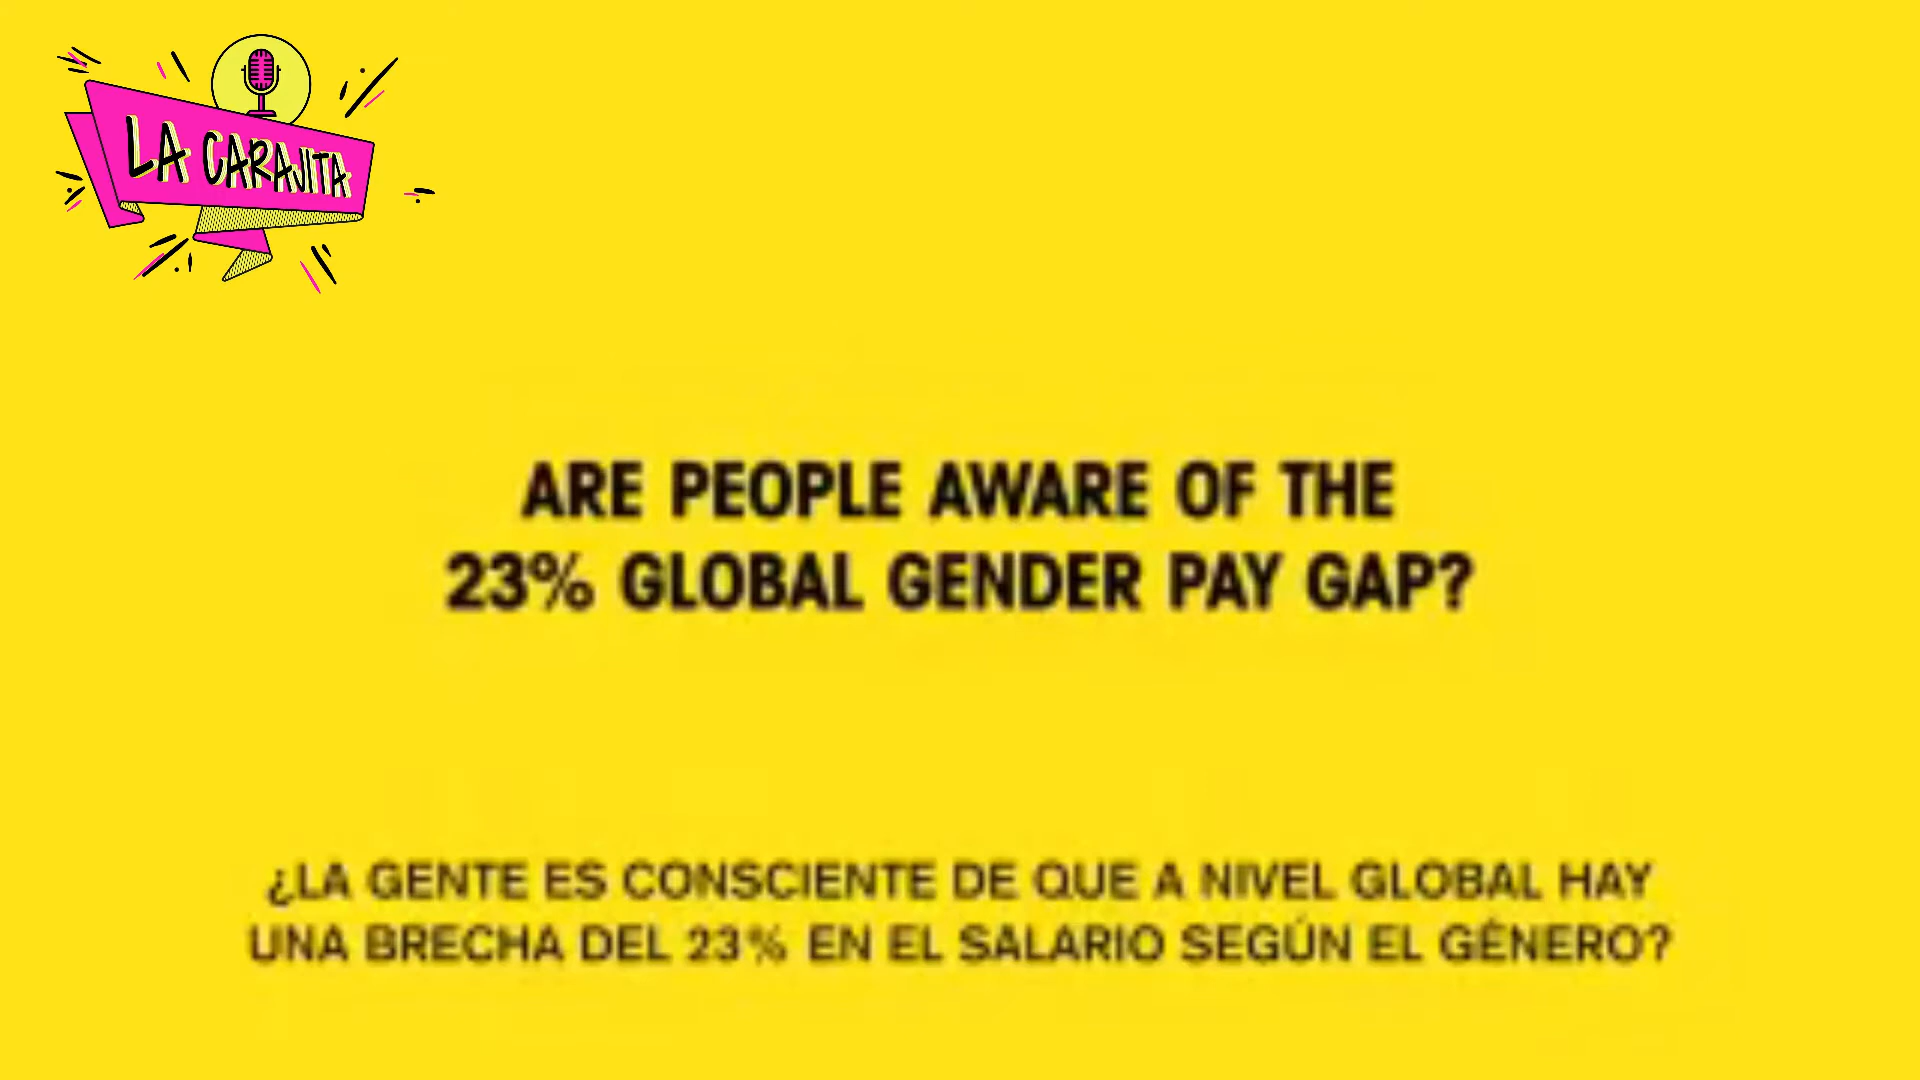 LA CARAJITA
ARE PEOPLE AWARE OF THE
23% GLOBAL GENDER PAY GAP?
¿LA GENTE ES CONSCIENTE DE QUE A NIVEL GLOBAL HAY
UNA BRECHA DEL 23% EN EL SALARIO SEGÚN EL GÉNERO?